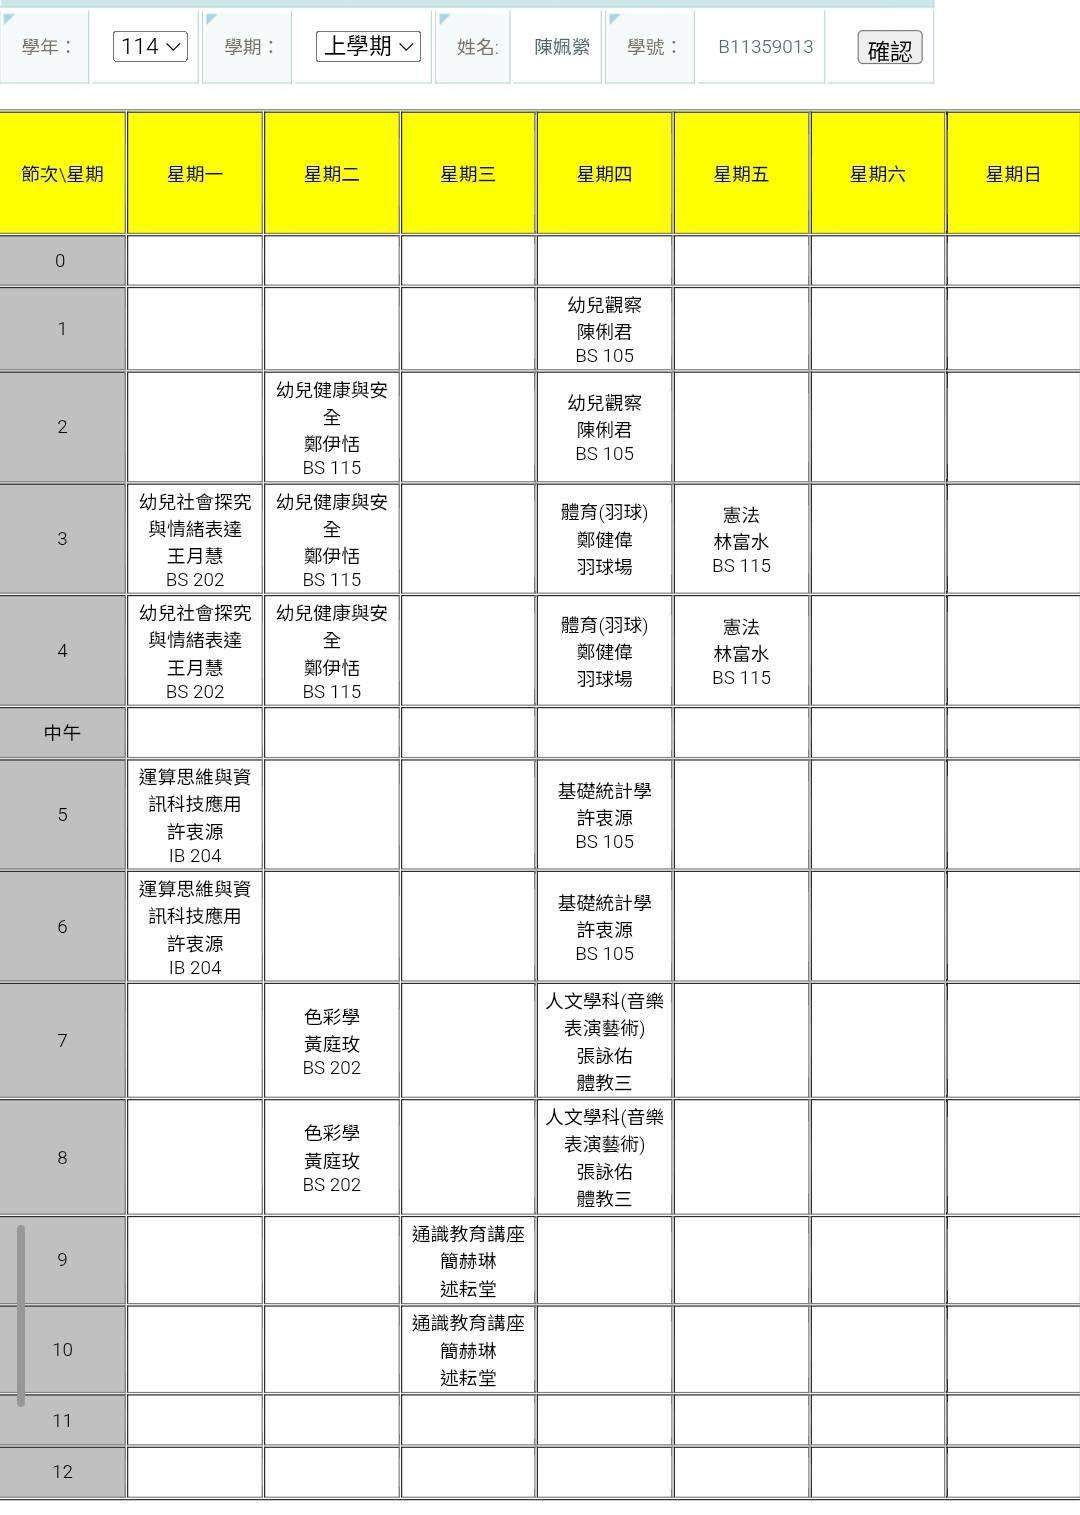 學年： 114 學期： 上學期 姓名: 陳姵縈 學號： B11359013 確認
節次\星期 星期一 星期二 星期三 星期四 星期五 星期六 星期日
0
1
幼兒觀察
陳俐君
BS 105
2
幼兒健康與安
全
鄭伊恬
BS 115
幼兒觀察
陳俐君
BS 105
3
幼兒社會探究
與情緒表達
王月慧
BS 202
幼兒健康與安
全
鄭伊恬
BS 115
體育(羽球)
鄭健偉
羽球場
憲法
林富水
BS 115
4
幼兒社會探究
與情緒表達
王月慧
BS 202
幼兒健康與安
全
鄭伊恬
BS 115
體育(羽球)
鄭健偉
羽球場
憲法
林富水
BS 115
中午
5
運算思維與資
訊科技應用
許衷源
IB 204
基礎統計學
許衷源
BS 105
6
運算思維與資
訊科技應用
許衷源
IB 204
基礎統計學
許衷源
BS 105
7
色彩學
黃庭玫
BS 202
人文學科(音樂
表演藝術)
張詠佑
體教三
8
色彩學
黃庭玫
BS 202
人文學科(音樂
表演藝術)
張詠佑
體教三
9
通識教育講座
簡赫琳
述耘堂
10
通識教育講座
簡赫琳
述耘堂
11
12